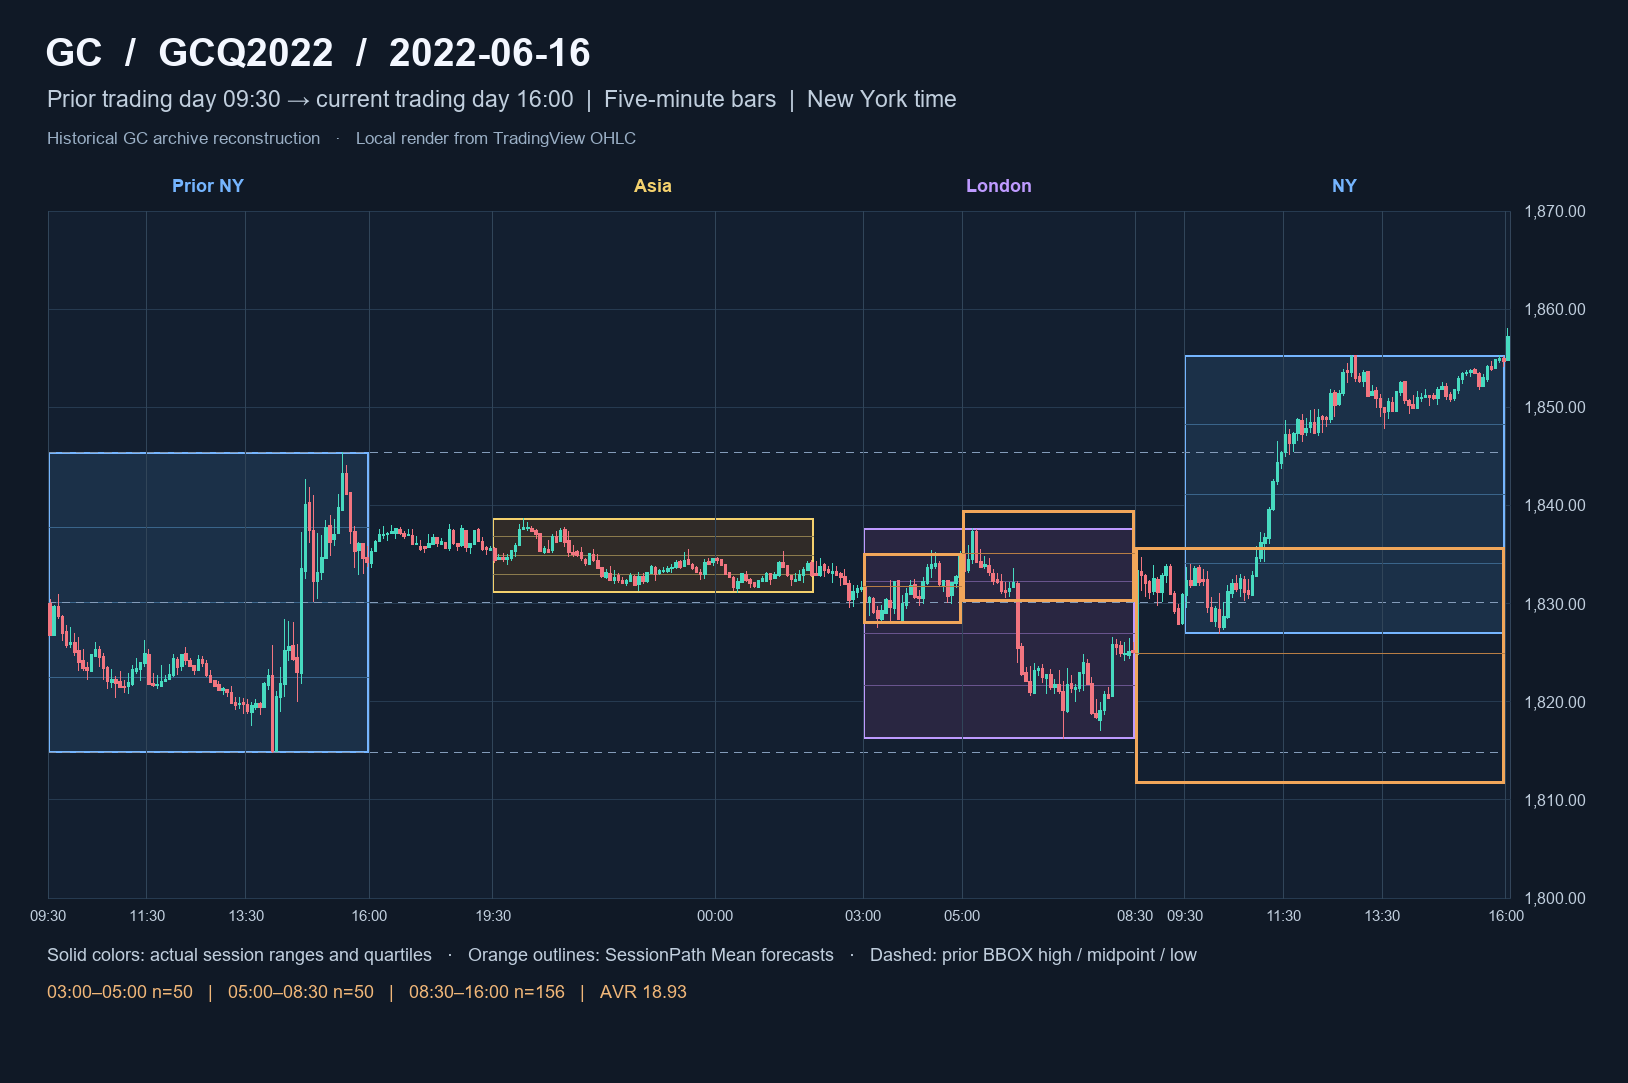 GC / GCQ2022 / 2022-06-16
Prior trading day 09:30 → current trading day 16:00 | Five-minute bars | New York time
Historical GC archive reconstruction · Local render from TradingView OHLC
Prior NY Asia London NY
1,870.00
1,860.00
1,850.00
1,840.00
1,830.00
1,820.00
1,810.00
1,800.00
09:30 11:30 13:30 16:00 19:30 00:00 03:00 05:00 08:30 09:30 11:30 13:30 16:00
Solid colors: actual session ranges and quartiles · Orange outlines: SessionPath Mean forecasts · Dashed: prior BBOX high / midpoint / low
03:00–05:00 n=50 | 05:00–08:30 n=50 | 08:30–16:00 n=156 | AVR 18.93